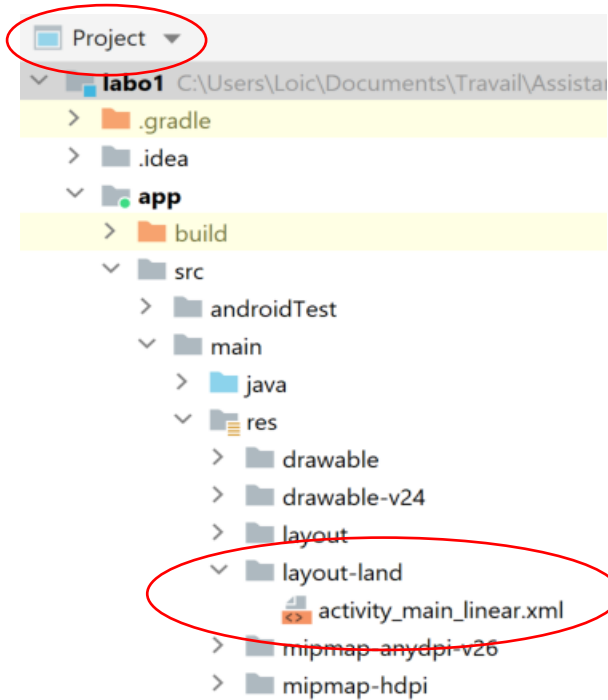 Project
labo1 C:\Users\Loic\Documents\Travail\Assistan
.gradle
.idea
app
build
src
androidTest
main
java
res
drawable
drawable-v24
layout
layout-land
activity_main_linear.xml
mipmap-anydpi-v26
mipmap-hdpi